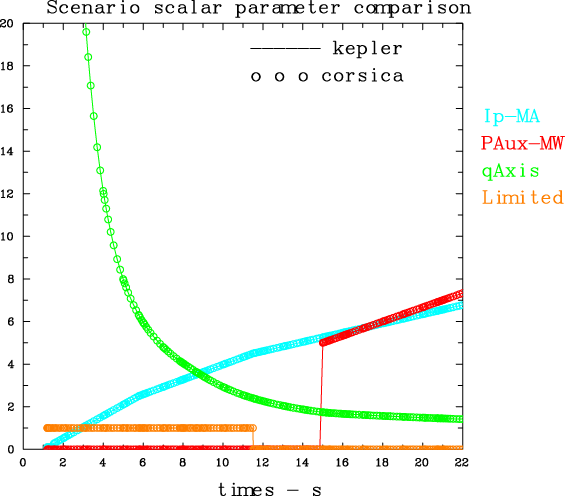 Scenario scalar parameter comparison
20
18
16
14
12
10
8
6
4
2
0
—————— kepler
o o o corsica
Ip-MA
PAux-MW
qAxis
Limited
0 2 4 6 8 10 12 14 16 18 20 22
times - s